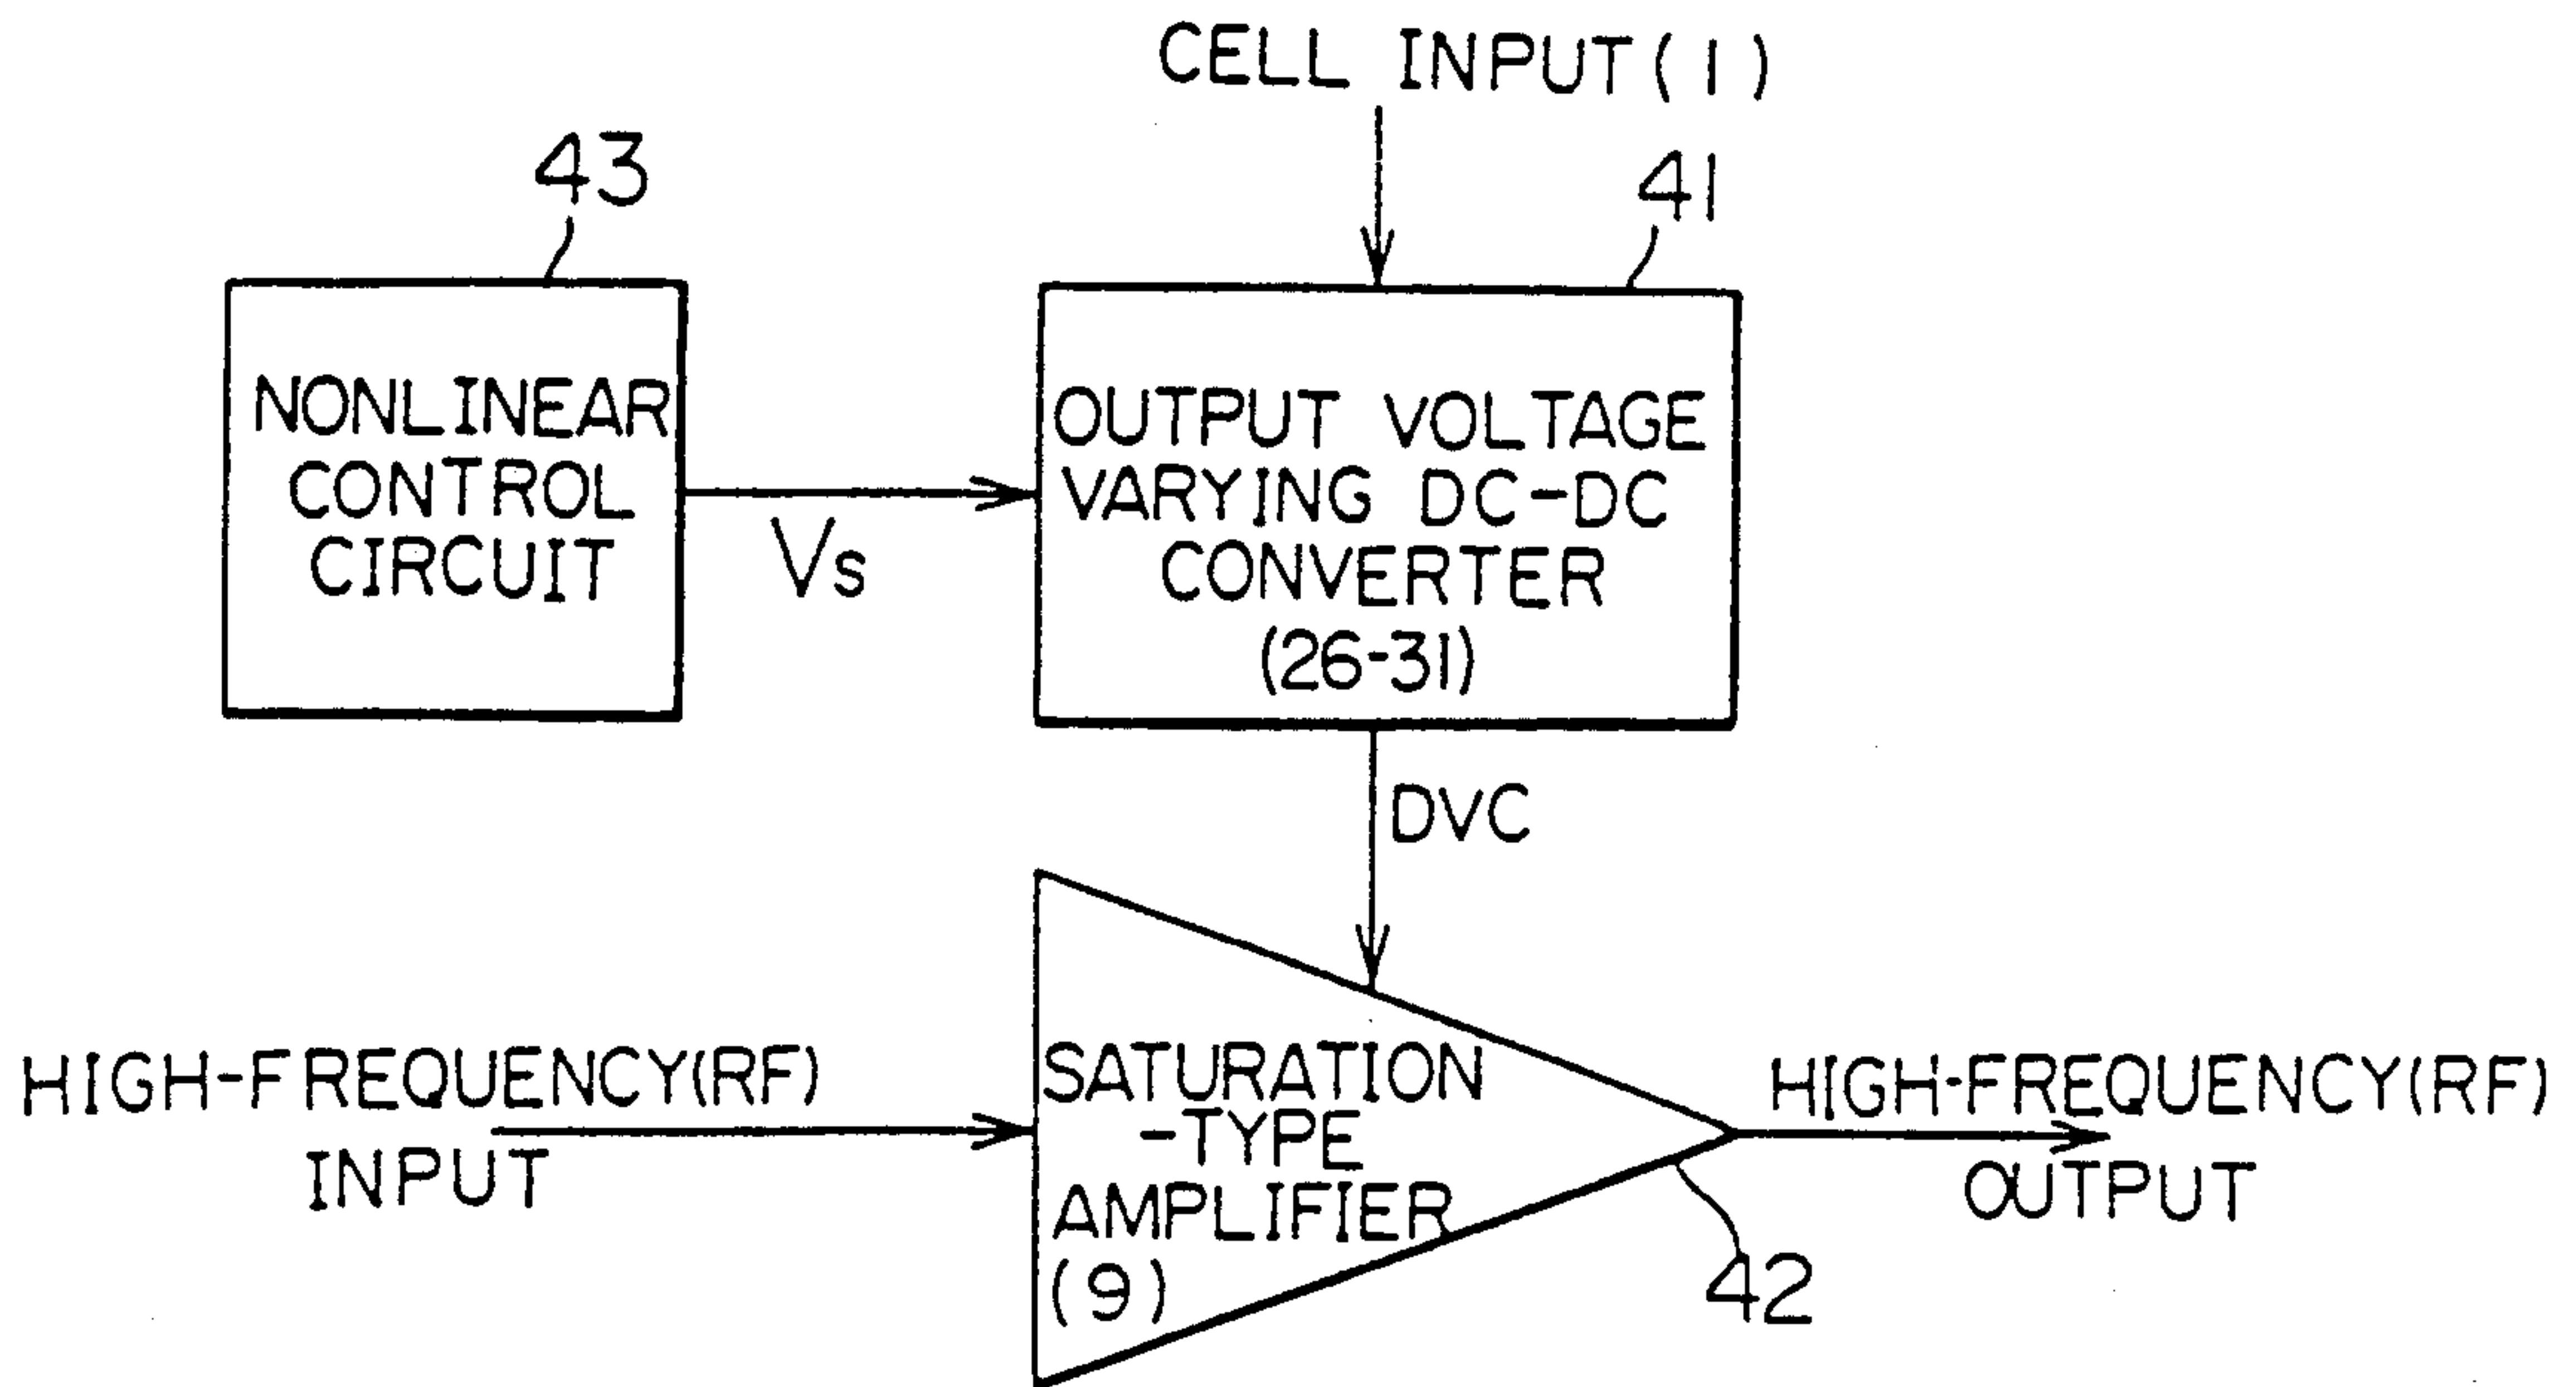 CELL INPUT(1)
43
41
NONLINEAR
CONTROL
CIRCUIT
Vs
OUTPUT VOLTAGE
VARYING DC-DC
CONVERTER
(26-31)
DVC
HIGH-FREQUENCY(RF)
INPUT
SATURATION
-TYPE
AMPLIFIER
(9)
HIGH-FREQUENCY(RF)
OUTPUT
42